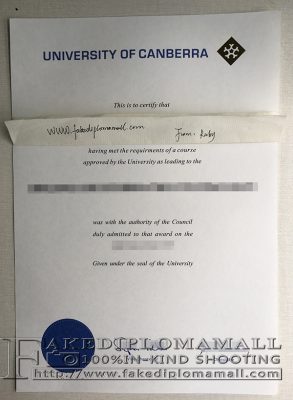 UNIVERSITY OF CANBERRA
This is to certify that
www.fakediplomamall.com From. Ruby
having met the requirments of a course
approved by the University as leading to the
was with the authority of the Council
duly admitted to that award on the
Given under the seal of the University
FAKEDIPLOMAMALL
100%IN-KIND SHOOTING
http://www.fakediplomamall.com